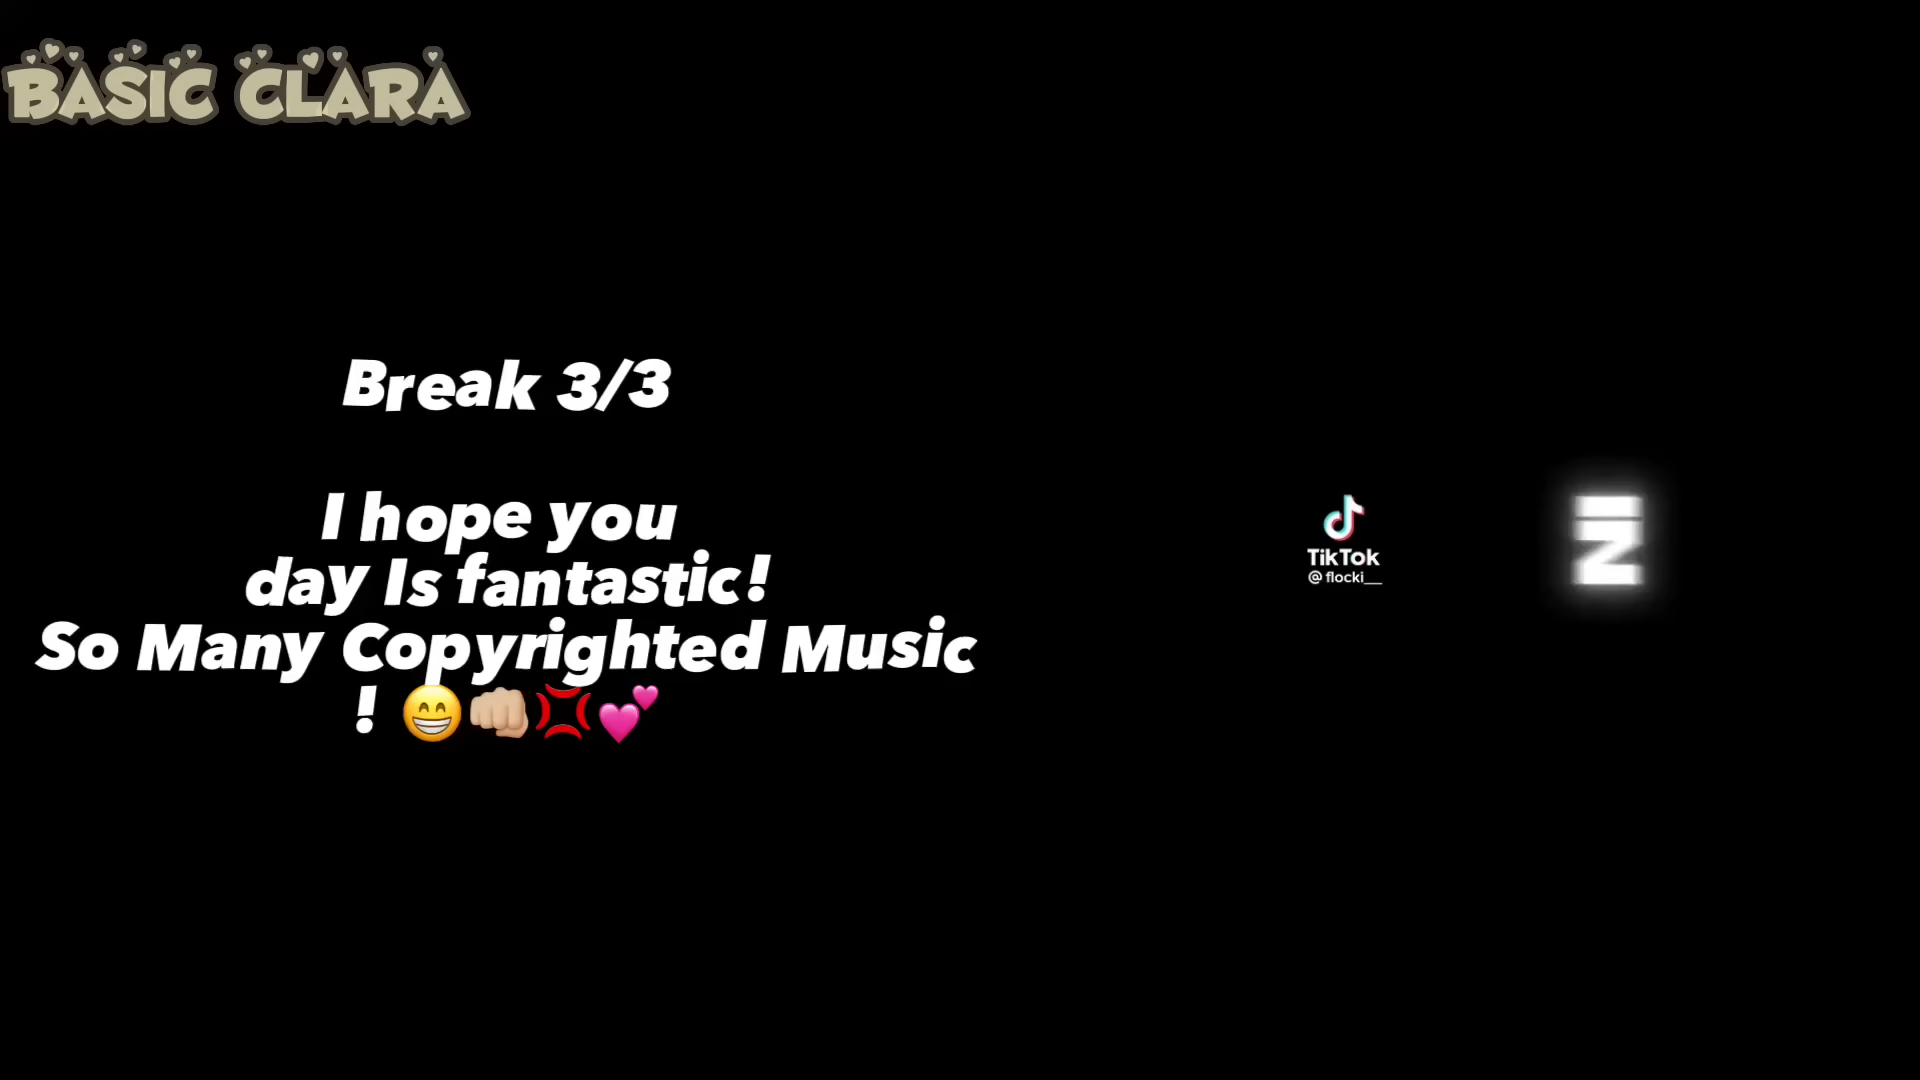 BASIC CLARA
Break 3/3
I hope you
day Is fantastic!
So Many Copyrighted Music
! 😁👊🏼💢💕
TikTok
@flocki__